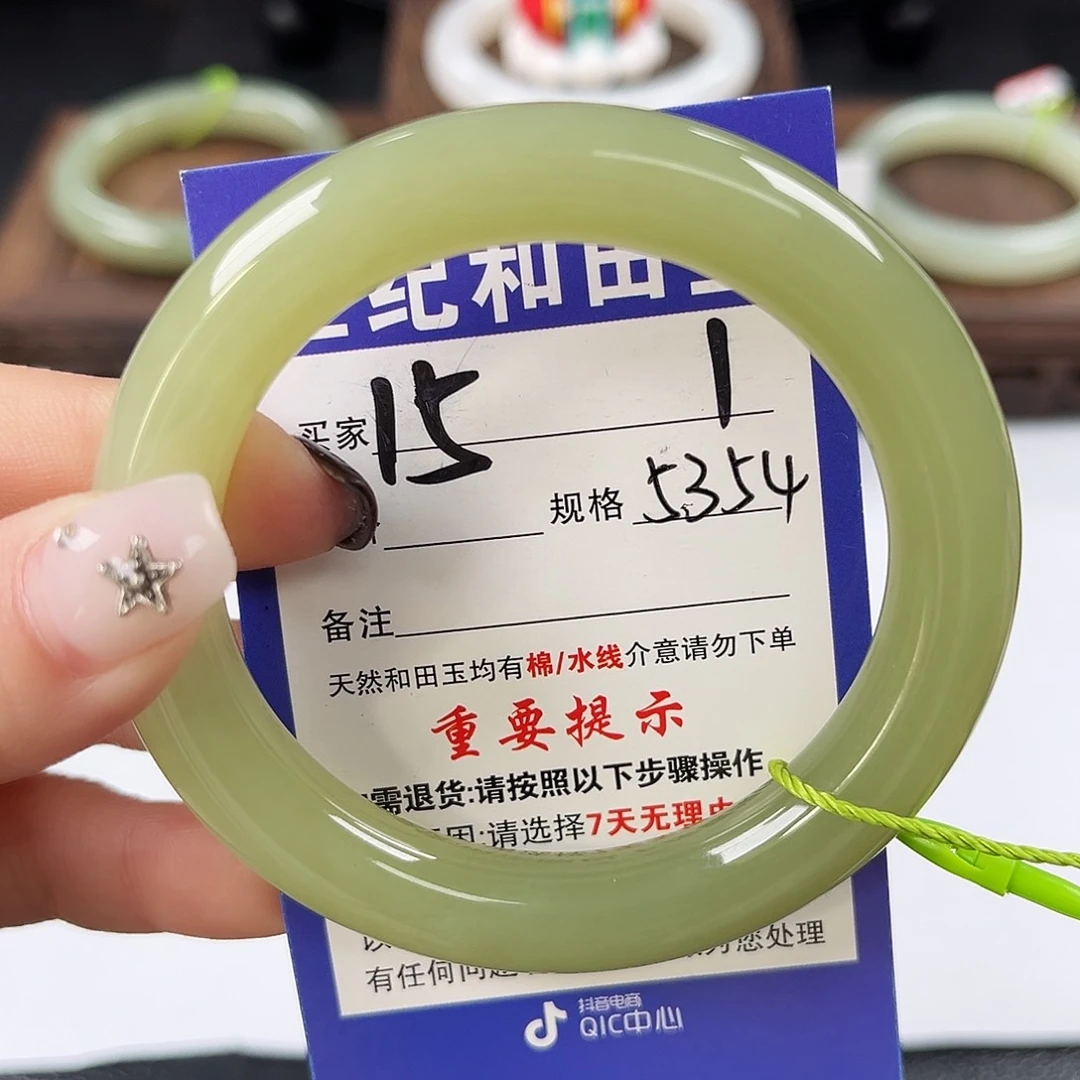 纪和田
买家 15 1
规格 5354
备注
天然和田玉均有棉/水线介意请勿下单
重要提示
需退货:请按照以下步骤操作
因:请选择7天无理由
有任何问题
您处理
抖音电商
QIC中心